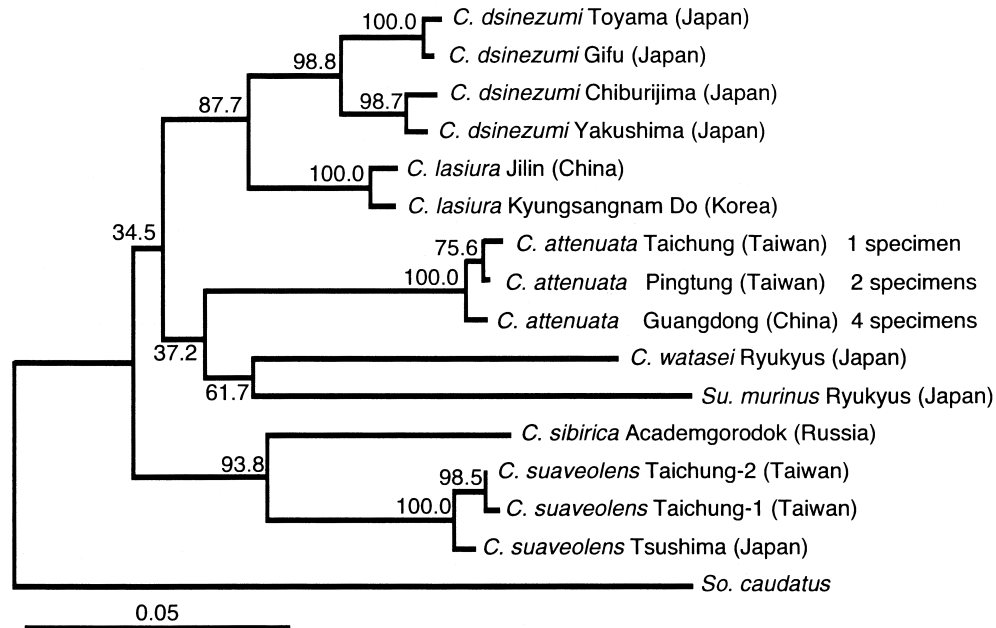 100.0 C. dsinezumi Toyama (Japan)
C. dsinezumi Gifu (Japan)
98.8
98.7 C. dsinezumi Chiburijima (Japan)
87.7
C. dsinezumi Yakushima (Japan)
100.0 C. lasiura Jilin (China)
C. lasiura Kyungsangnam Do (Korea)
34.5
75.6 C. attenuata Taichung (Taiwan) 1 specimen
100.0 C. attenuata Pingtung (Taiwan) 2 specimens
C. attenuata Guangdong (China) 4 specimens
37.2
C. watasei Ryukyus (Japan)
61.7 Su. murinus Ryukyus (Japan)
C. sibirica Academgorodok (Russia)
93.8 98.5 C. suaveolens Taichung-2 (Taiwan)
100.0 C. suaveolens Taichung-1 (Taiwan)
C. suaveolens Tsushima (Japan)
So. caudatus
0.05